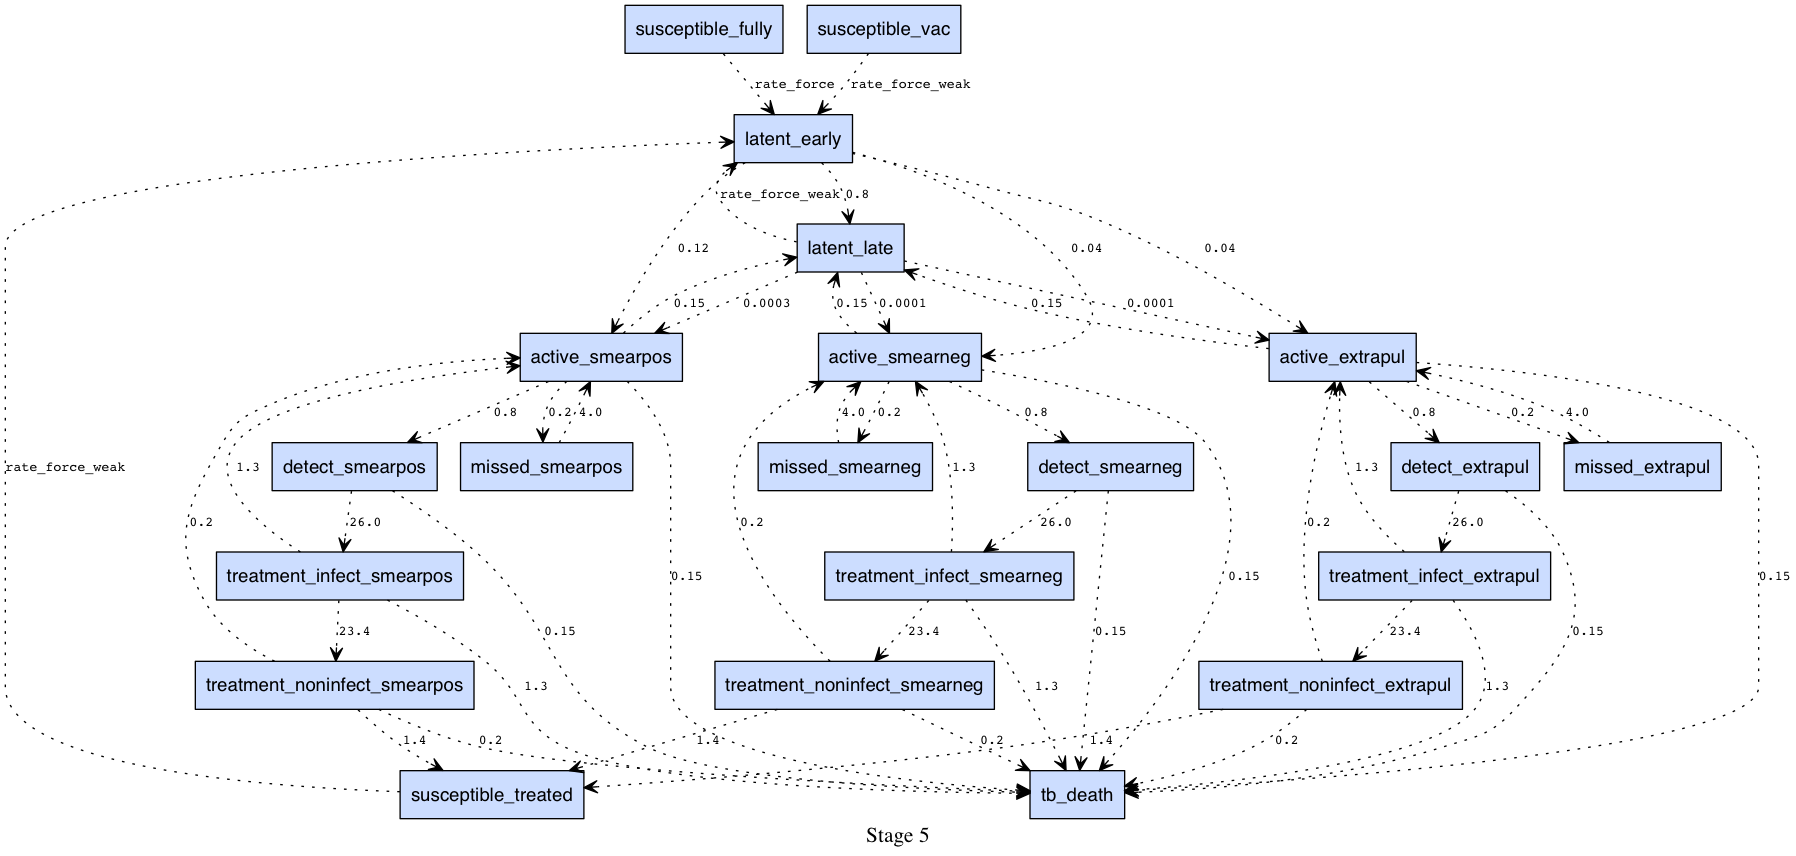 susceptible_fully susceptible_vac
rate_force rate_force_weak
latent_early
rate_force_weak 0.8
latent_late
0.12 0.04 0.04
0.15 0.0003 0.15 0.0001 0.15 0.0001
active_smearpos active_smearneg active_extrapul
0.8 0.2 4.0 4.0 0.2 0.8 0.8 0.2 4.0
detect_smearpos missed_smearpos missed_smearneg detect_smearneg detect_extrapul missed_extrapul
rate_force_weak 1.3 1.3 1.3
0.2 26.0 0.2 26.0 0.2 26.0
treatment_infect_smearpos treatment_infect_smearneg treatment_infect_extrapul
0.15 0.15 0.15
23.4 0.15 23.4 0.15 23.4 0.15
treatment_noninfect_smearpos treatment_noninfect_smearneg treatment_noninfect_extrapul
1.3 1.3 1.3
1.4 0.2 1.4 0.2 1.4 0.2
susceptible_treated tb_death
Stage 5